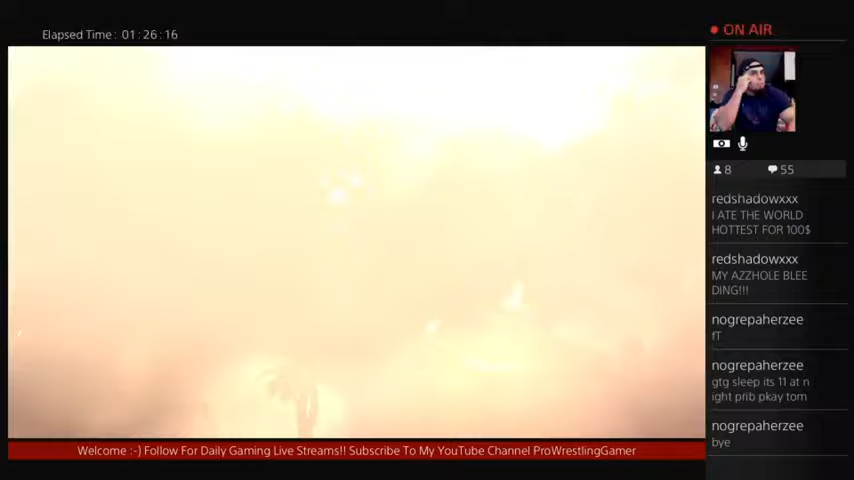 Elapsed Time : 01:26:16
ON AIR
8 55
redshadowxxx
I ATE THE WORLD
HOTTEST FOR 100$
redshadowxxx
MY AZZHOLE BLEE
DING!!!
nogrepaherzee
fT
nogrepaherzee
gtg sleep its 11 at n
ight prib pkay tom
nogrepaherzee
bye
Welcome :-) Follow For Daily Gaming Live Streams!! Subscribe To My YouTube Channel ProWrestlingGamer